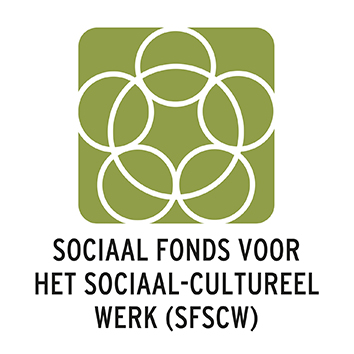 SOCIAAL FONDS VOOR
HET SOCIAAL-CULTUREEL
WERK (SFSCW)